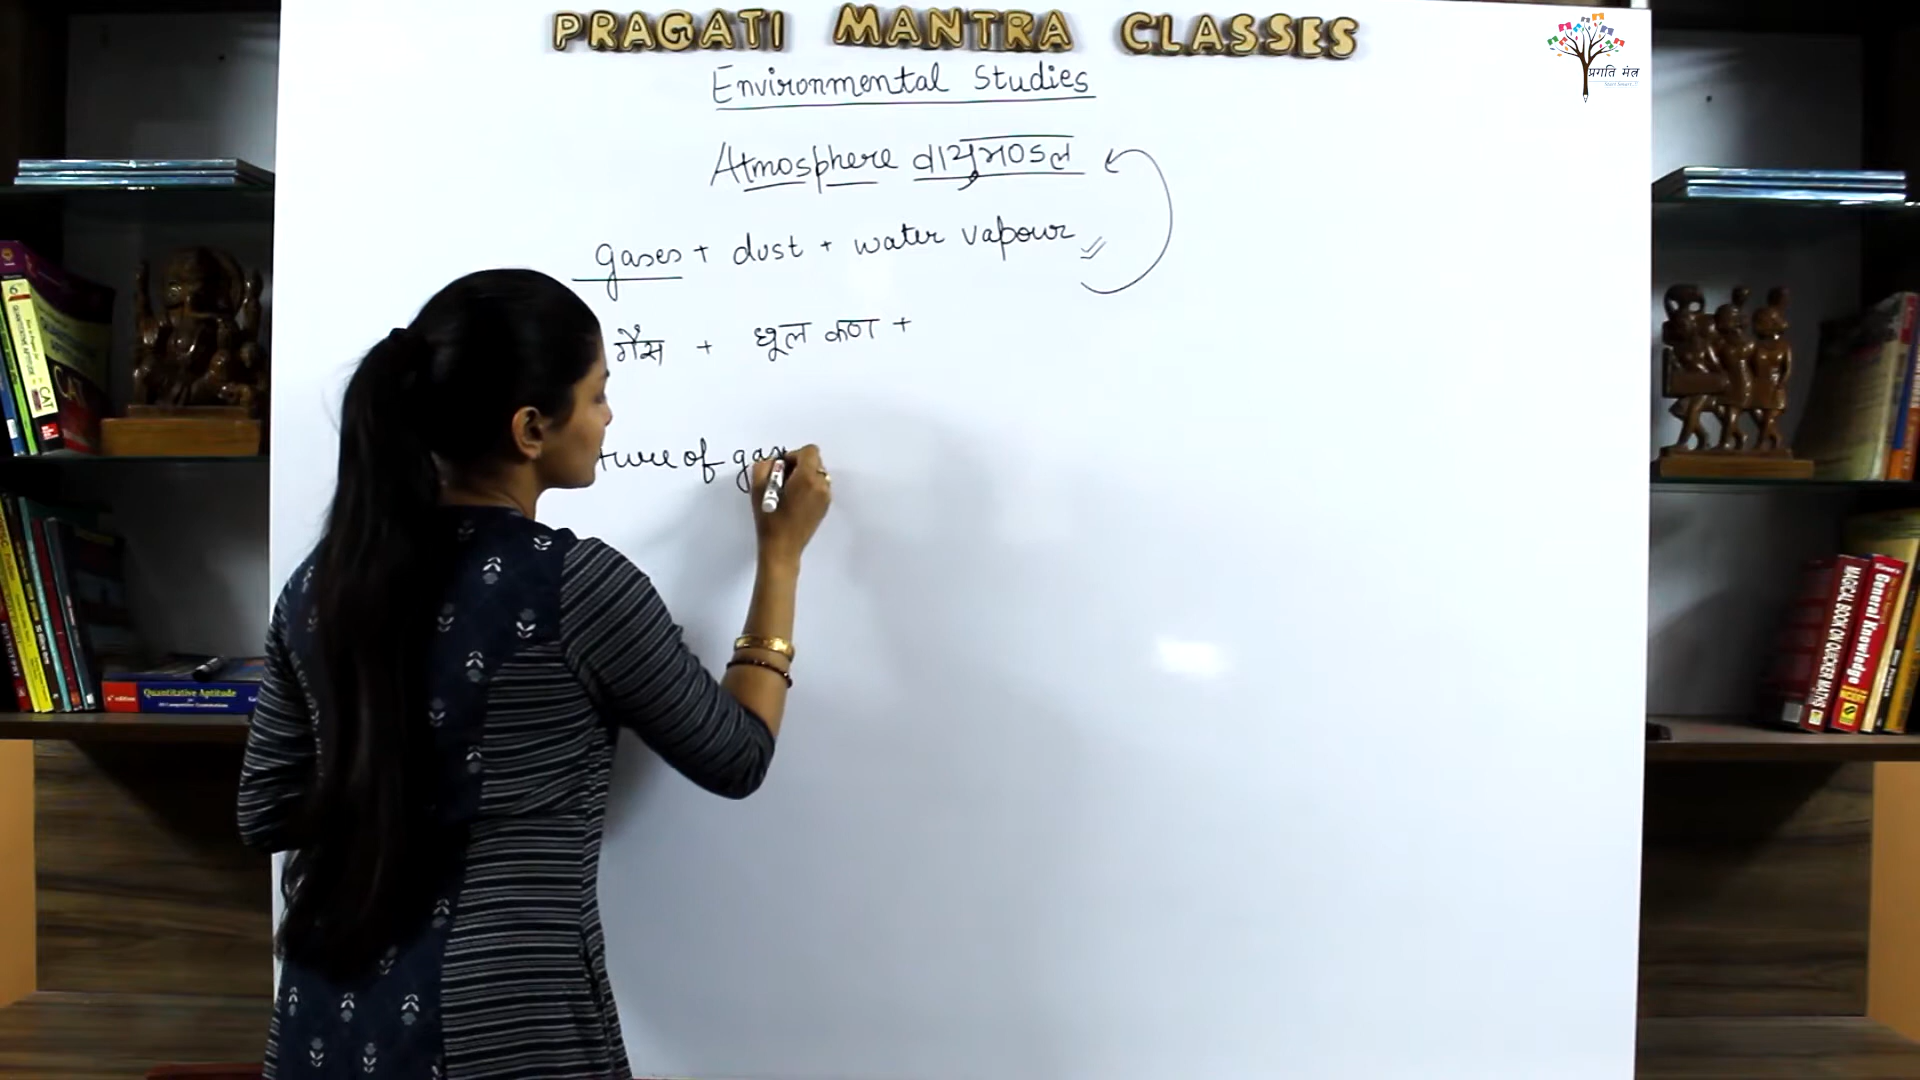 PRAGATI MANTRA CLASSES
प्रगति मंत्र
Environmental Studies
Atmosphere वायुमण्डल
gases + dust + water vapour
गैस + धूल कण +
ture of gas
CAT
Quantitative Aptitude
MAGICAL BOOK ON QUICKER MATHS
General Knowledge